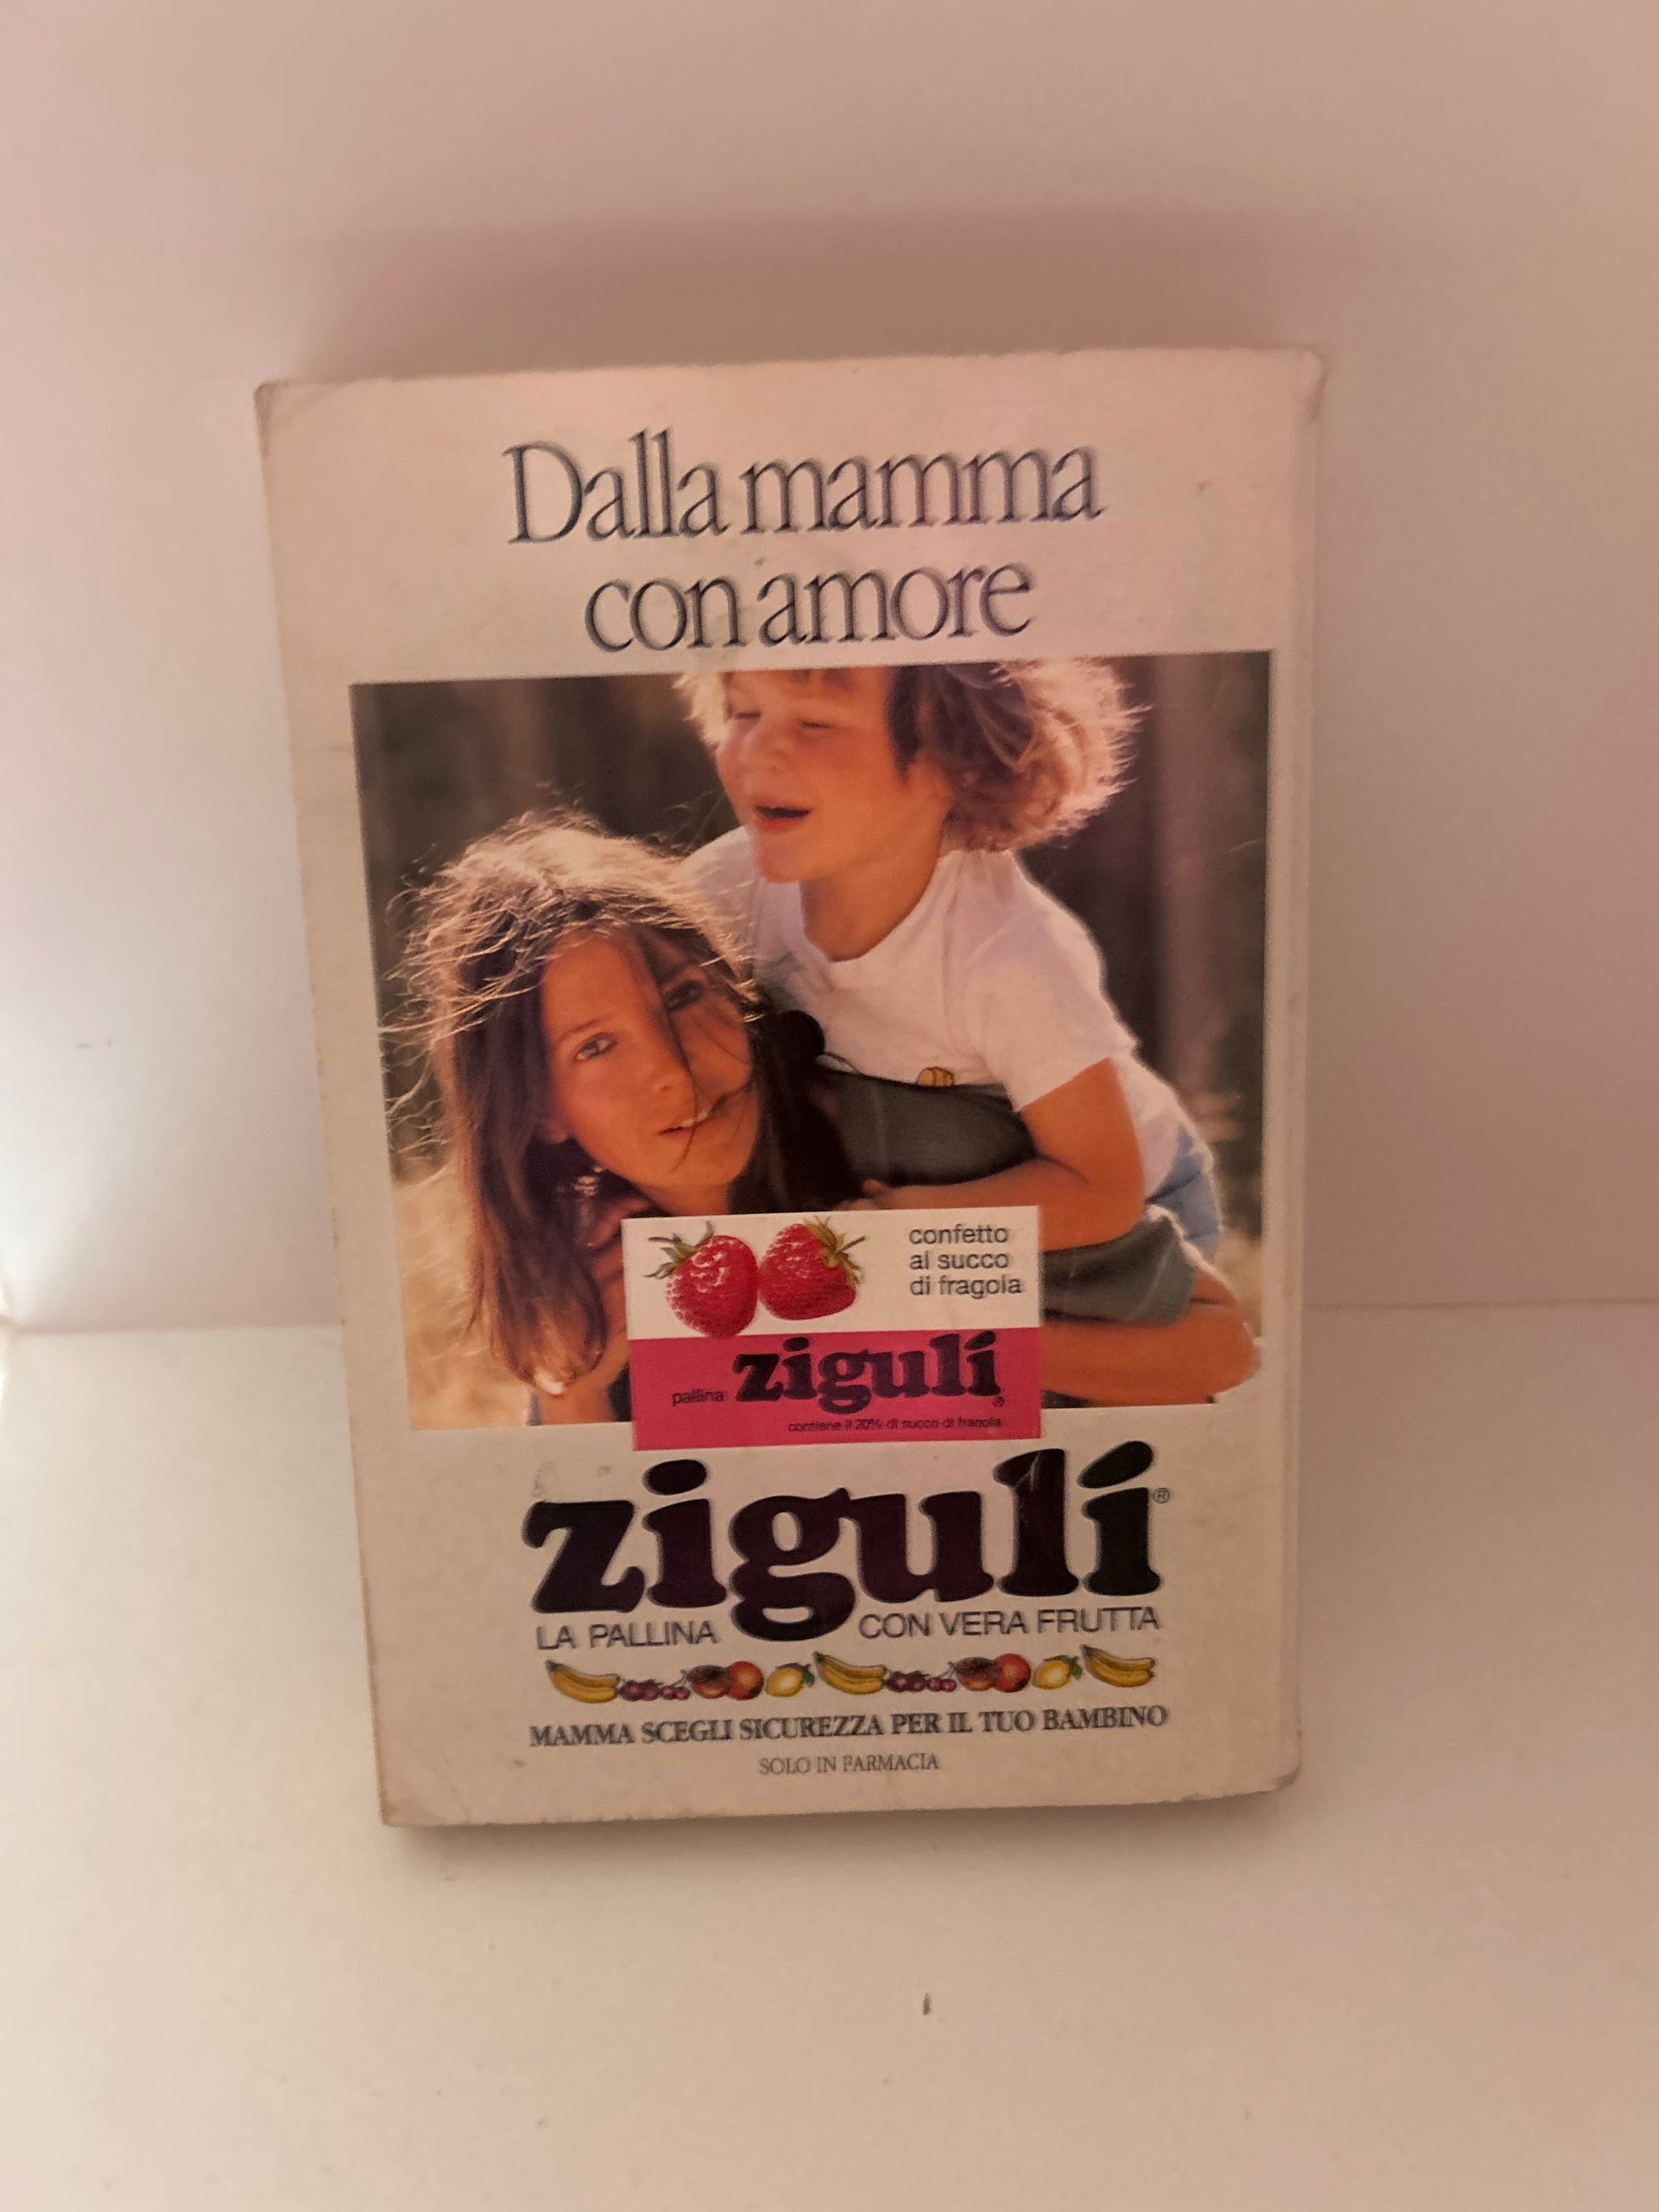 Dalla mamma
con amore
confetto
al succo
di fragola
pallina zigulí®
contiene il 20% di succo di fragola
zigulí®
LA PALLINA CON VERA FRUTTA
MAMMA SCEGLI SICUREZZA PER IL TUO BAMBINO
SOLO IN FARMACIA